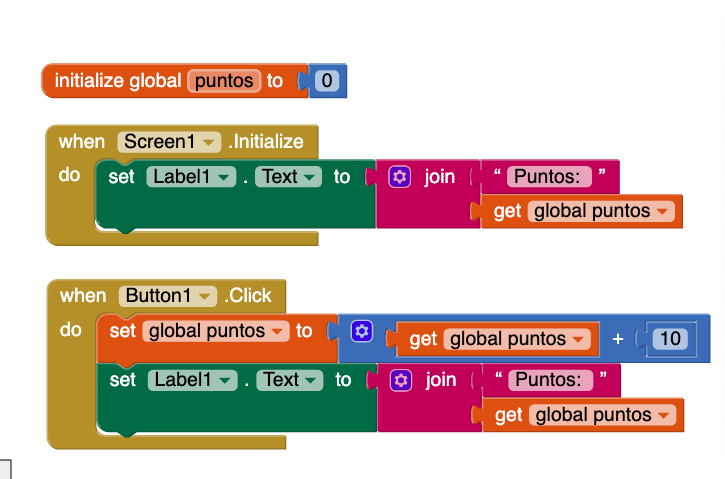 initialize global puntos to 0
when Screen1 .Initialize
do set Label1 . Text to join “ Puntos: ”
get global puntos
when Button1 .Click
do set global puntos to get global puntos + 10
set Label1 . Text to join “ Puntos: ”
get global puntos